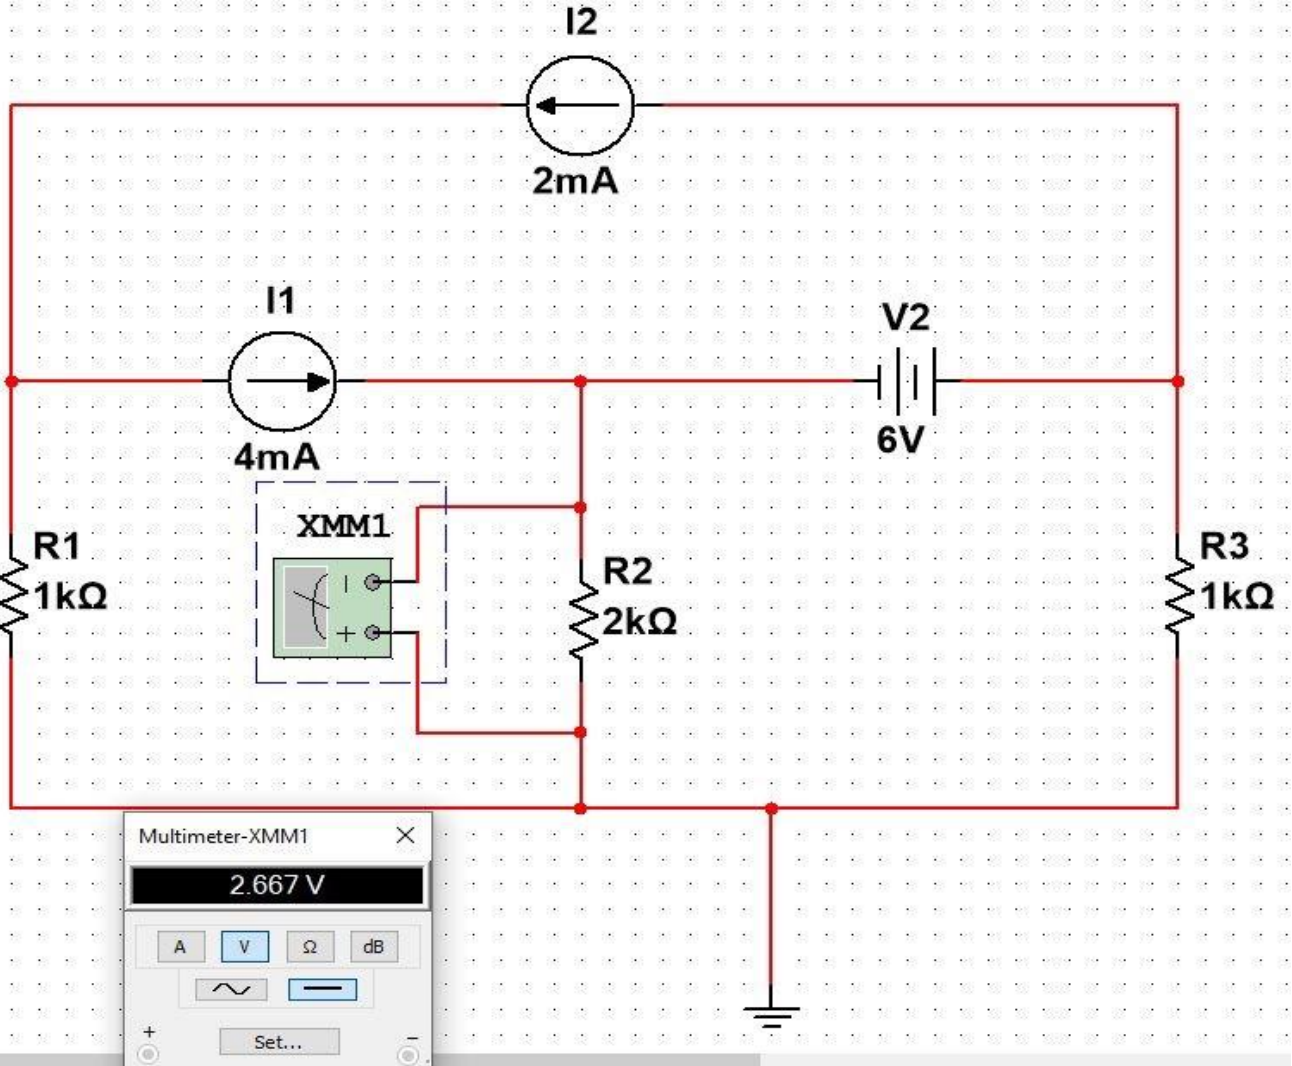 I2
2mA
I1
4mA
V2
6V
XMM1
R1
1kΩ
R2
2kΩ
R3
1kΩ
Multimeter-XMM1
2.667 V
A V Ω dB
+ −
Set...